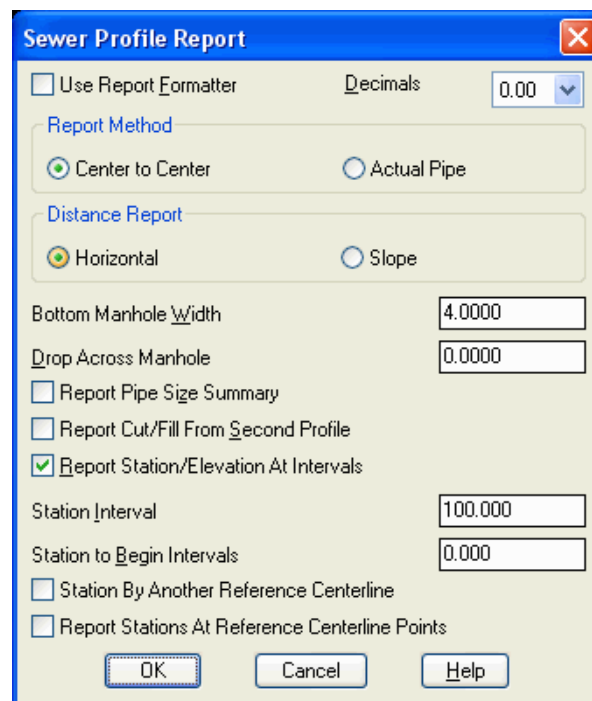 Sewer Profile Report
Use Report Formatter Decimals 0.00
Report Method
Center to Center Actual Pipe
Distance Report
Horizontal Slope
Bottom Manhole Width 4.0000
Drop Across Manhole 0.0000
Report Pipe Size Summary
Report Cut/Fill From Second Profile
Report Station/Elevation At Intervals
Station Interval 100.000
Station to Begin Intervals 0.000
Station By Another Reference Centerline
Report Stations At Reference Centerline Points
OK Cancel Help